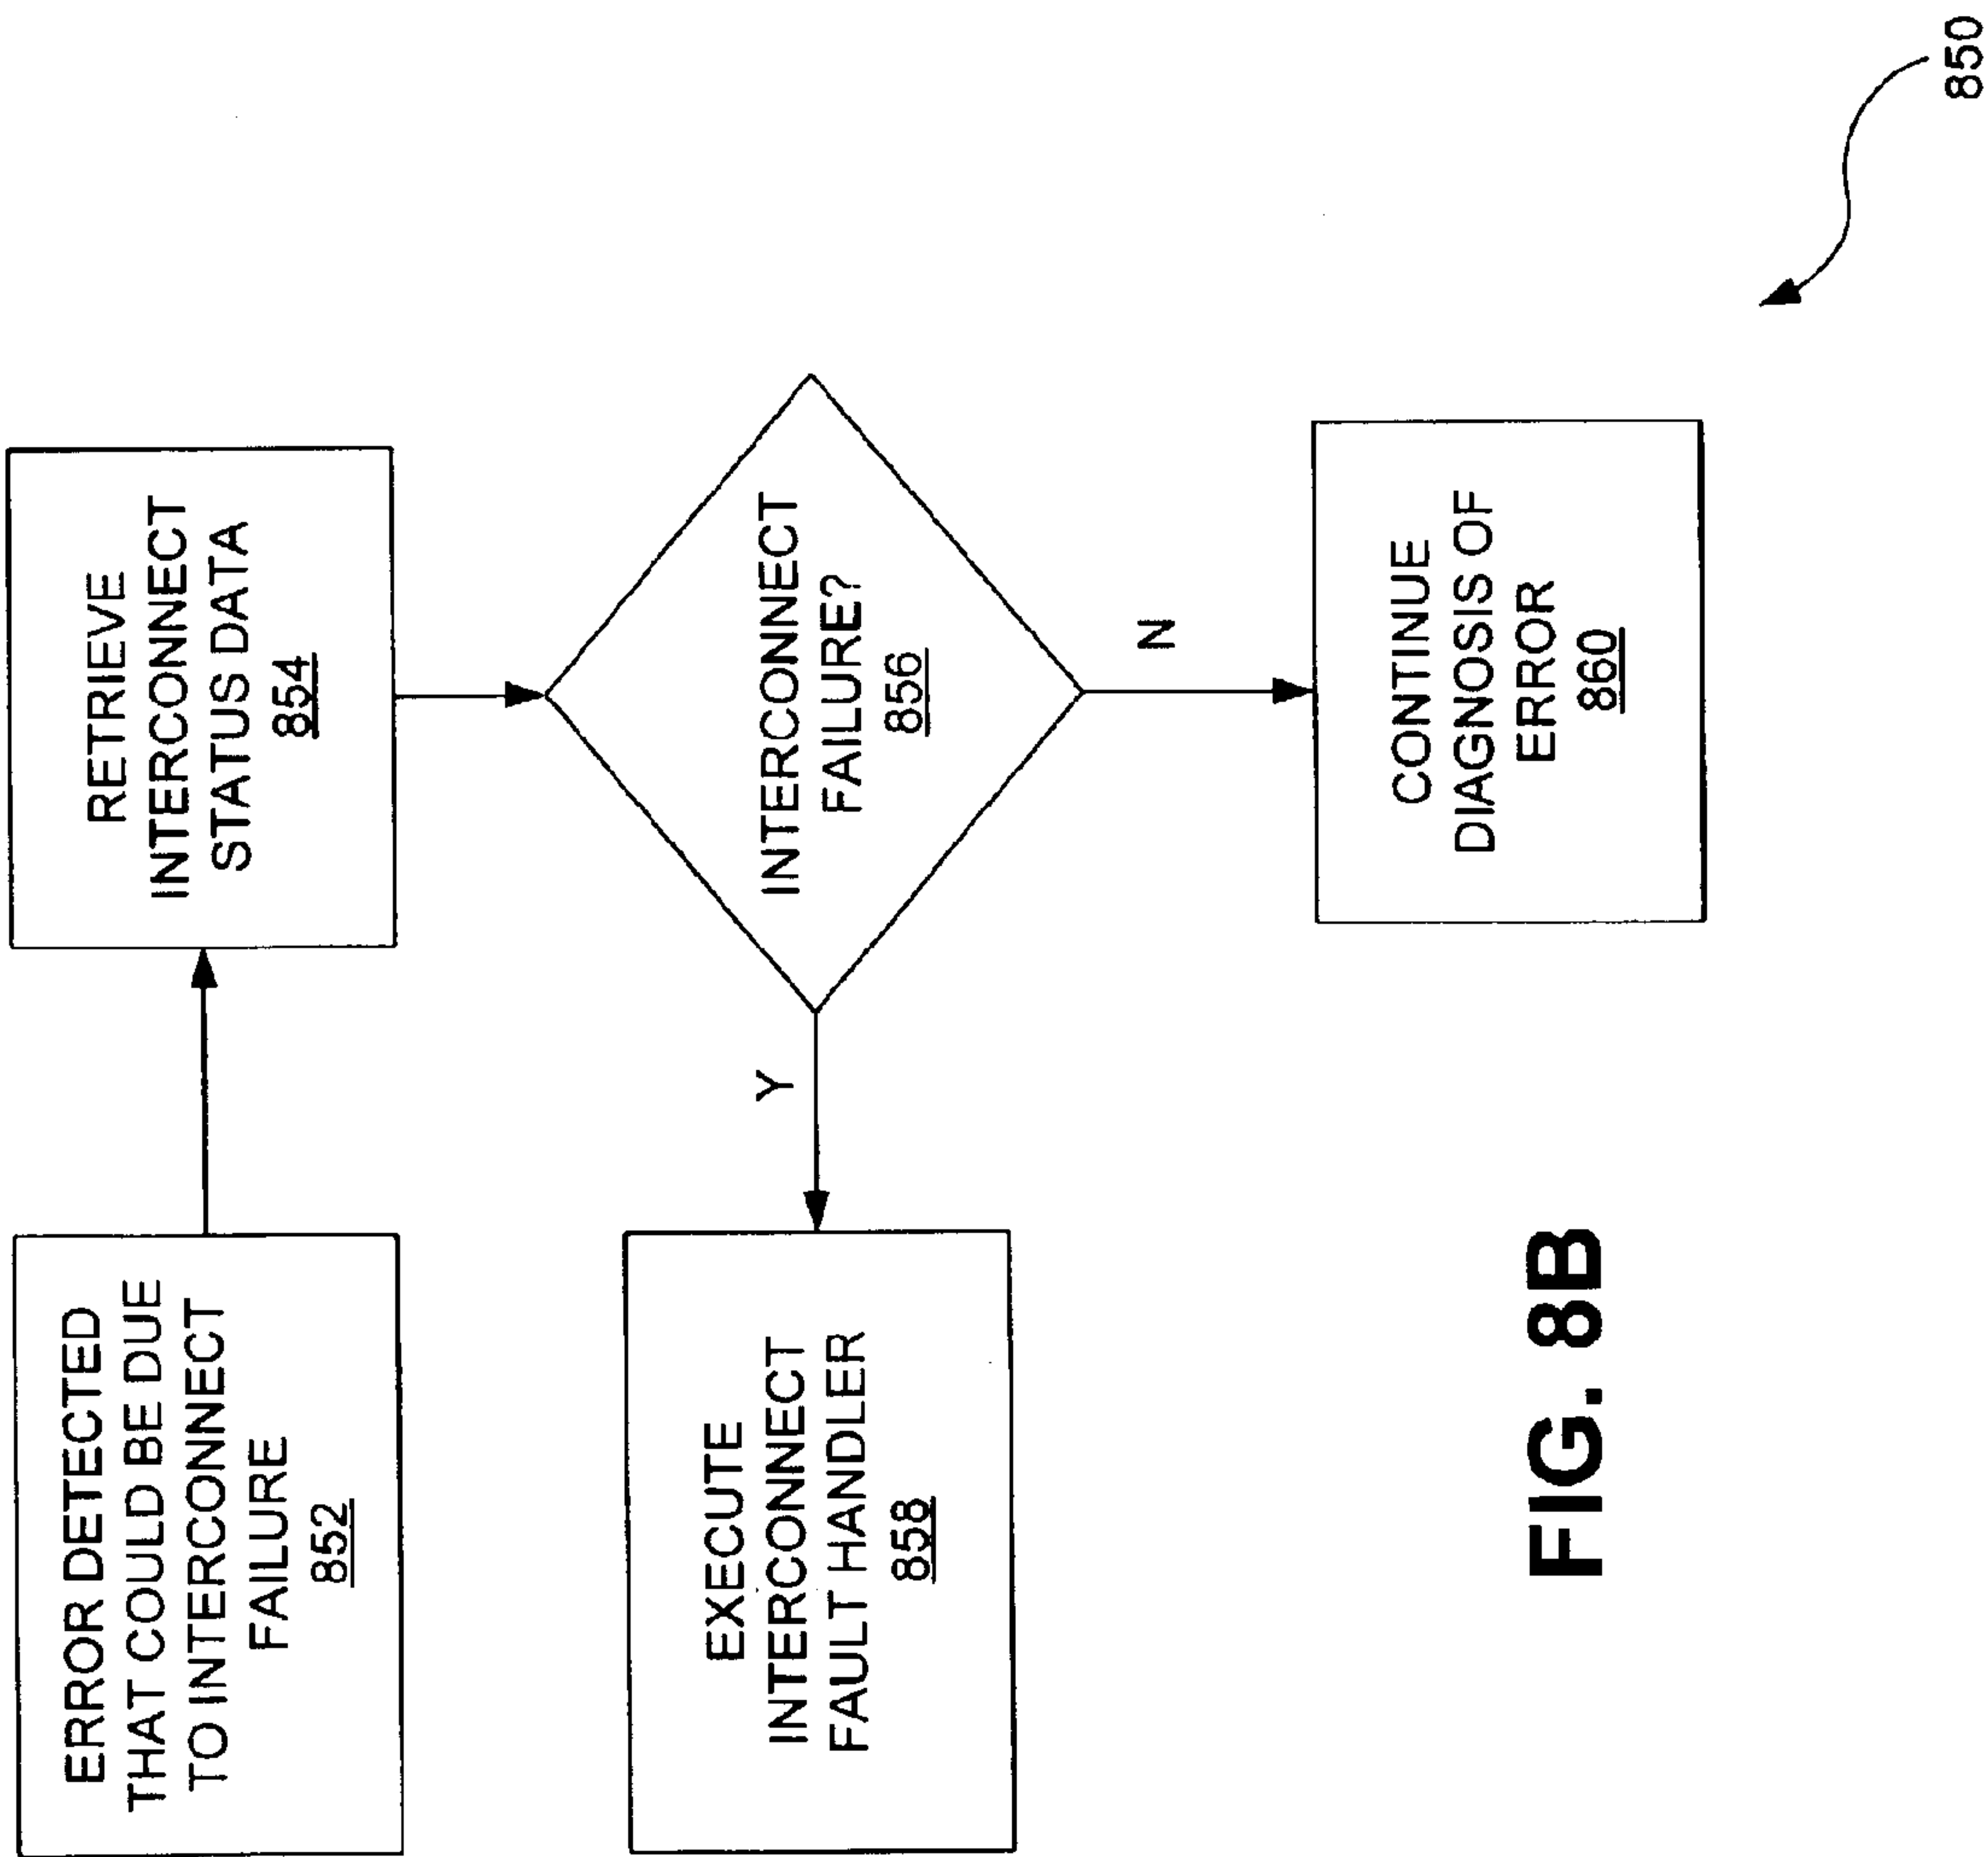 ERROR DETECTED
THAT COULD BE DUE
TO INTERCONNECT
FAILURE
852
RETRIEVE
INTERCONNECT
STATUS DATA
854
INTERCONNECT
FAILURE?
856
Y
EXECUTE
INTERCONNECT
FAULT HANDLER
858
N
CONTINUE
DIAGNOSIS OF
ERROR
860
FIG. 8B
850